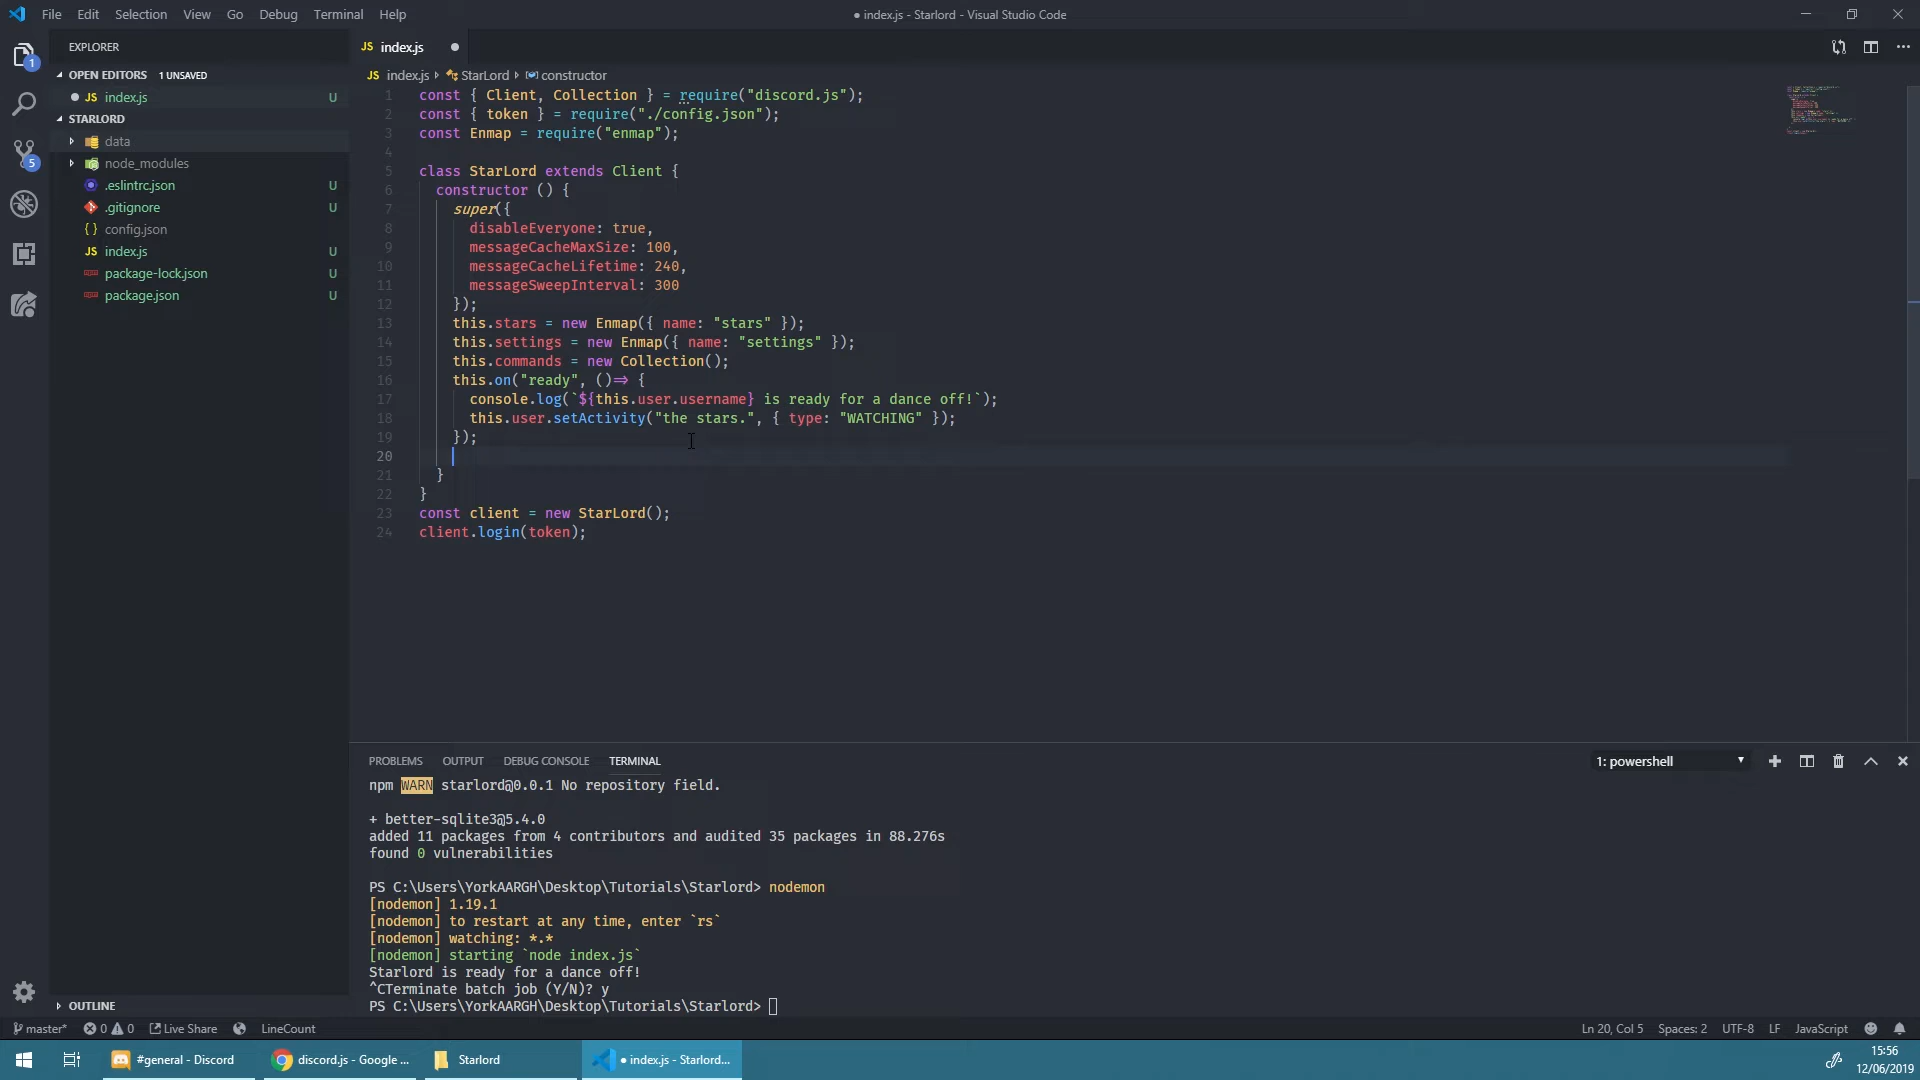 File Edit Selection View Go Debug Terminal Help
● index.js - Starlord - Visual Studio Code
EXPLORER
OPEN EDITORS 1 UNSAVED
JS index.js U
STARLORD
data
node_modules
.eslintrc.json U
.gitignore U
{ } config.json
JS index.js U
package-lock.json U
package.json U
OUTLINE
1
5
JS index.js
JS index.js StarLord constructor
1 const { Client, Collection } = require("discord.js");
2 const { token } = require("./config.json");
3 const Enmap = require("enmap");
4
5 class StarLord extends Client {
6 constructor () {
7 super({
8 disableEveryone: true,
9 messageCacheMaxSize: 100,
10 messageCacheLifetime: 240,
11 messageSweepInterval: 300
12 });
13 this.stars = new Enmap({ name: "stars" });
14 this.settings = new Enmap({ name: "settings" });
15 this.commands = new Collection();
16 this.on("ready", ()=> {
17 console.log(`${this.user.username} is ready for a dance off!`);
18 this.user.setActivity("the stars.", { type: "WATCHING" });
19 });
20
21 }
22 }
23 const client = new StarLord();
24 client.login(token);
PROBLEMS OUTPUT DEBUG CONSOLE TERMINAL
1: powershell
npm WARN starlord@0.0.1 No repository field.
+ better-sqlite3@5.4.0
added 11 packages from 4 contributors and audited 35 packages in 88.276s
found 0 vulnerabilities
PS C:\Users\YorkAARGH\Desktop\Tutorials\Starlord> nodemon
[nodemon] 1.19.1
[nodemon] to restart at any time, enter `rs`
[nodemon] watching: *.*
[nodemon] starting `node index.js`
Starlord is ready for a dance off!
^CTerminate batch job (Y/N)? y
PS C:\Users\YorkAARGH\Desktop\Tutorials\Starlord>
master* 0 0 Live Share LineCount
Ln 20, Col 5 Spaces: 2 UTF-8 LF JavaScript
#general - Discord
discord.js - Google ...
Starlord
● index.js - Starlord...
15:56
12/06/2019